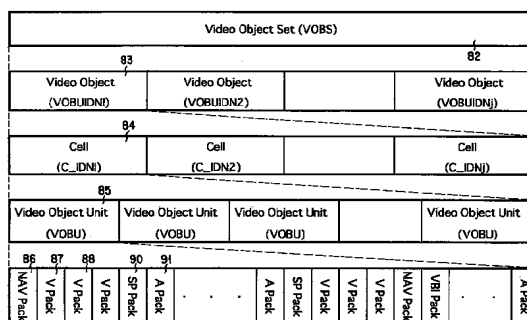 Video Object Set (VOBS)
82
83
Video Object
(VOBUIDN1)
Video Object
(VOBUIDN2)
Video Object
(VOBUIDNj)
84
Cell
(C_IDN1)
Cell
(C_IDN2)
Cell
(C_IDNj)
85
Video Object Unit
(VOBU)
Video Object Unit
(VOBU)
Video Object Unit
(VOBU)
Video Object Unit
(VOBU)
86 87 88 90 91
NAV Pack
V Pack
V Pack
V Pack
SP Pack
A Pack
. . .
A Pack
SP Pack
V Pack
V Pack
V Pack
NAV Pack
VBI Pack
. .
A Pack